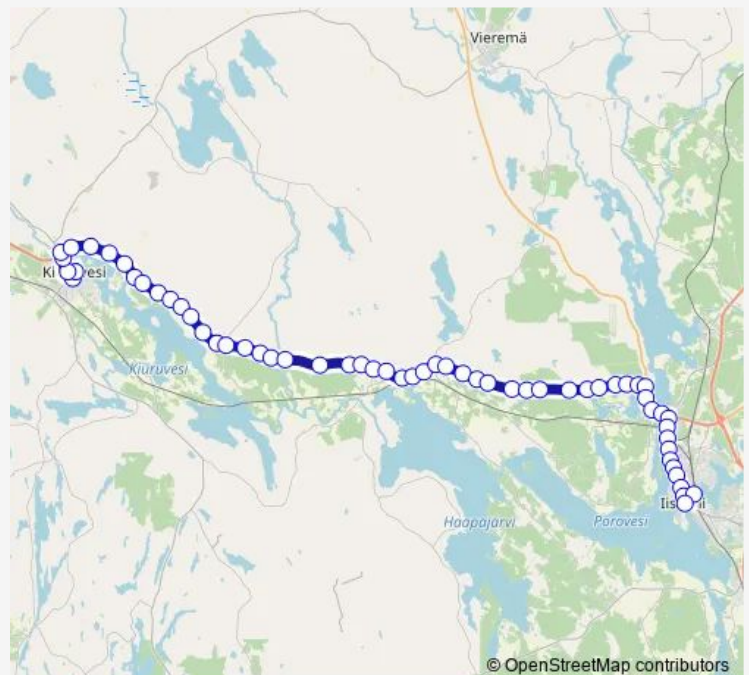 Vieremä
Kiuruvesi
Haapajärvi
Porovesi
© OpenStreetMap contributors